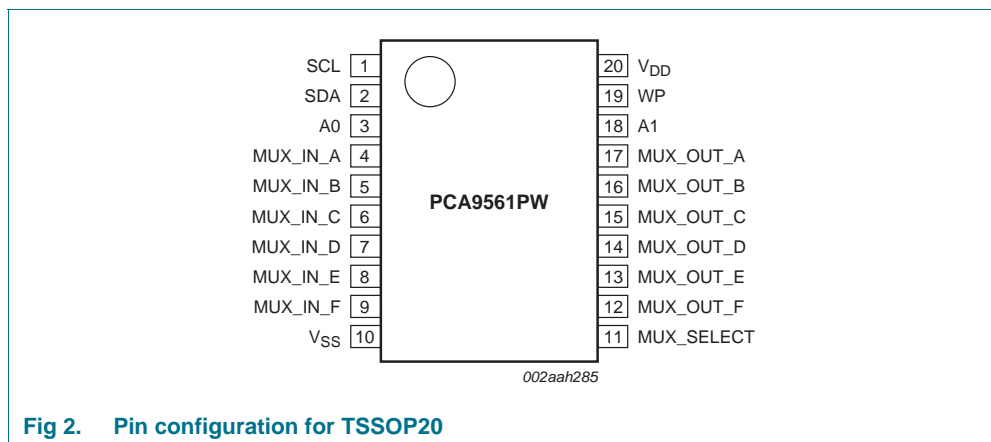 SCL 1 20 VDD
SDA 2 19 WP
A0 3 18 A1
MUX_IN_A 4 17 MUX_OUT_A
MUX_IN_B 5 16 MUX_OUT_B
PCA9561PW
MUX_IN_C 6 15 MUX_OUT_C
MUX_IN_D 7 14 MUX_OUT_D
MUX_IN_E 8 13 MUX_OUT_E
MUX_IN_F 9 12 MUX_OUT_F
VSS 10 11 MUX_SELECT
002aah285
Fig 2. Pin configuration for TSSOP20